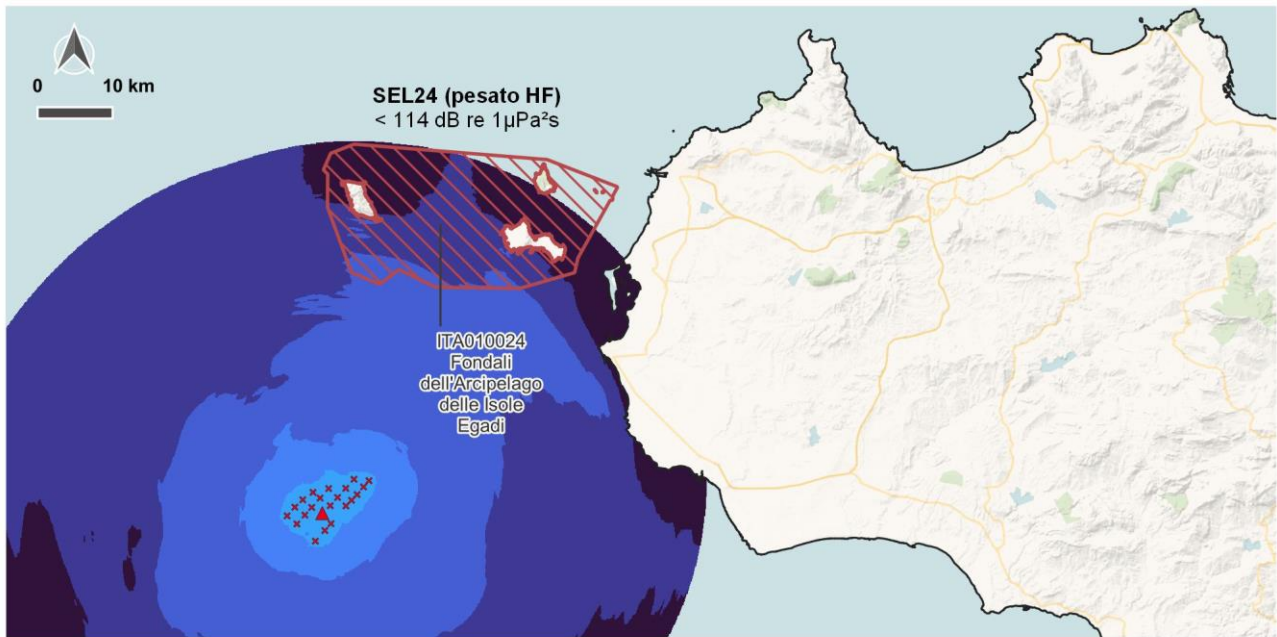 0 10 km
SEL24 (pesato HF)
< 114 dB re 1µPa²s
ITA010024
Fondali
dell'Arcipelago
delle Isole
Egadi